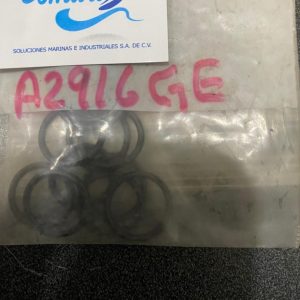 SOLUCIONES MARINAS E INDUSTRIALES S.A. DE C.V.
A2916GE